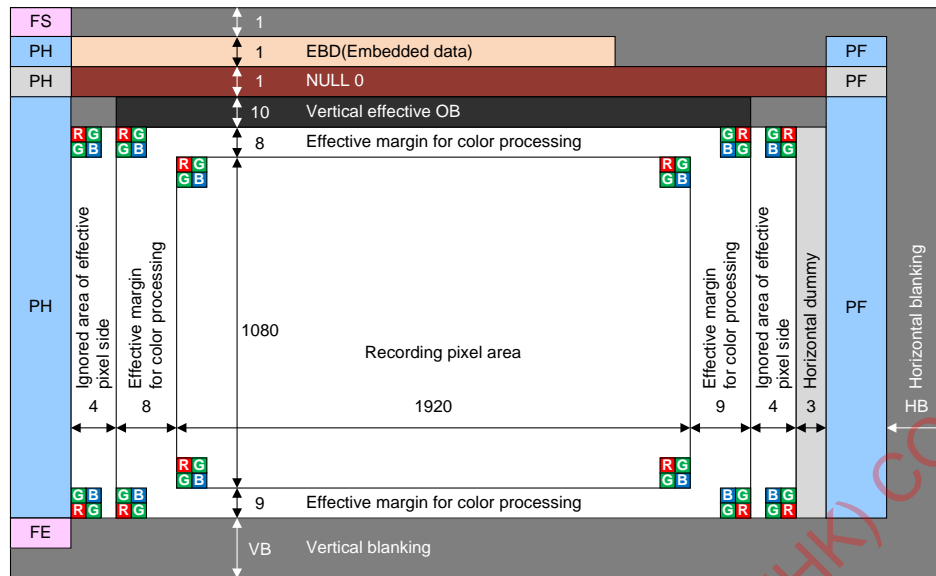 FS
1
PH
1
EBD(Embedded data)
PF
PH
1
NULL 0
PF
10
Vertical effective OB
R G
G B
R G
G B
8
Effective margin for color processing
G R
B G
G R
B G
R G
G B
R G
G B
PH
Ignored area of effective
pixel side
4
Effective margin
for color processing
8
1080
Recording pixel area
1920
Effective margin
for color processing
9
Ignored area of effective
pixel side
4
Horizontal dummy
3
PF
Horizontal blanking
HB
R G
G B
R G
G B
G B
R G
G B
R G
9
Effective margin for color processing
B G
G R
B G
G R
FE
VB
Vertical blanking
(HK) CO